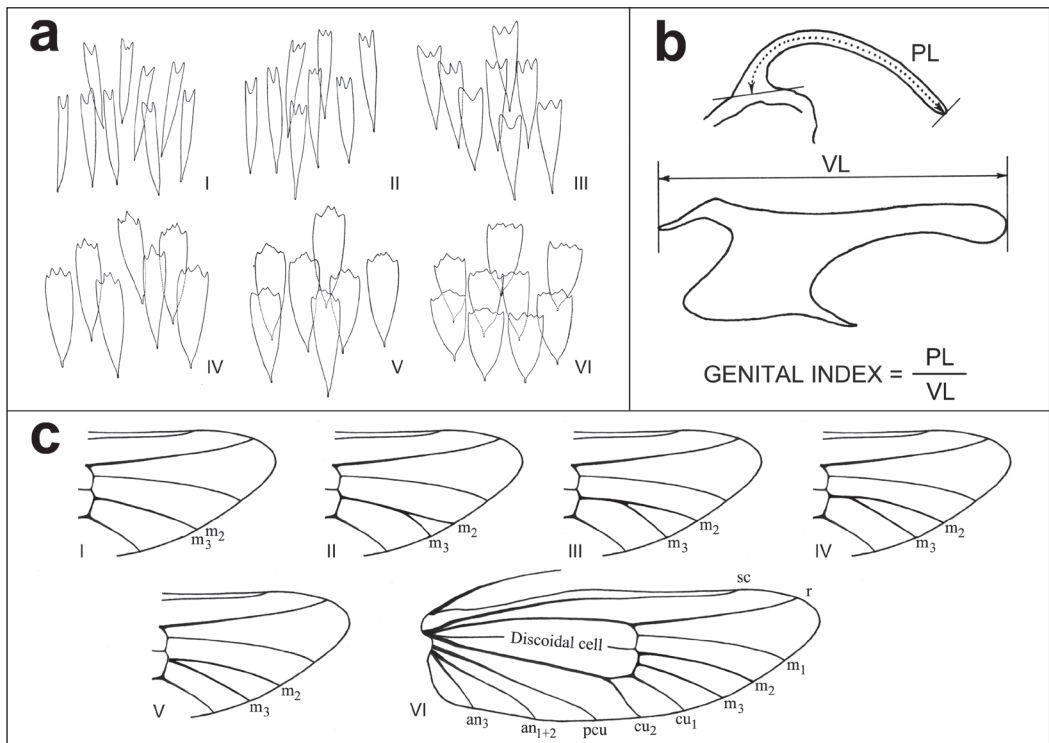 a
I II III
IV V VI
b
PL
VL
GENITAL INDEX = PL / VL
c
m₂ m₃ I
m₂ m₃ II
m₂ m₃ III
m₂ m₃ IV
m₂ m₃ V
sc r
Discoidal cell
m₁ m₂ m₃ cu₁ cu₂ pcu an₁₊₂ an₃
VI